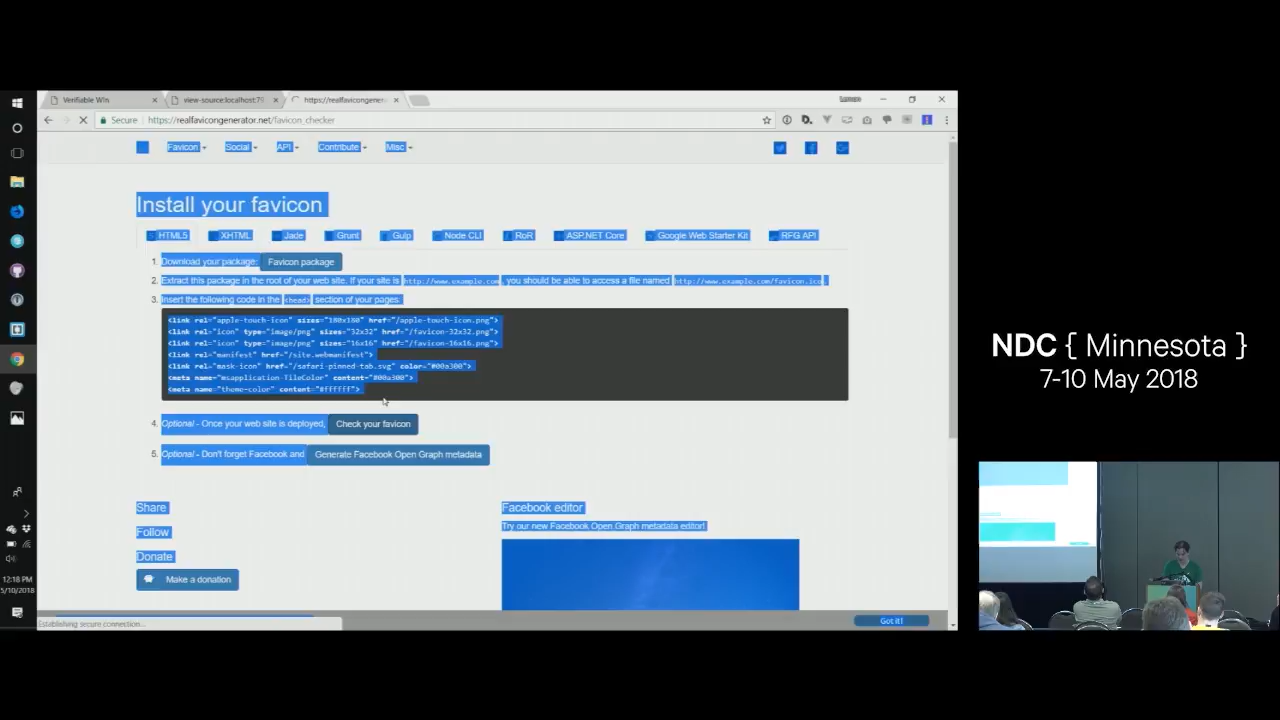 Verifiable Win
view-source:localhost:79
https://realfavicongenera
Secure
https://realfavicongenerator.net/favicon_checker
Favicon
Social
API
Contribute
Misc
Install your favicon
HTML5
XHTML
Jade
Grunt
Gulp
Node CLI
RoR
ASP.NET Core
Google Web Starter Kit
RFG API
1. Download your package: Favicon package
2. Extract this package in the root of your web site. If your site is http://www.example.com, you should be able to access a file named http://www.example.com/favicon.ico.
3. Insert the following code in the <head> section of your pages:
<link rel="apple-touch-icon" sizes="180x180" href="/apple-touch-icon.png">
<link rel="icon" type="image/png" sizes="32x32" href="/favicon-32x32.png">
<link rel="icon" type="image/png" sizes="16x16" href="/favicon-16x16.png">
<link rel="manifest" href="/site.webmanifest">
<link rel="mask-icon" href="/safari-pinned-tab.svg" color="#00a300">
<meta name="msapplication-TileColor" content="#00a300">
<meta name="theme-color" content="#ffffff">
4. Optional - Once your web site is deployed, Check your favicon
5. Optional - Don't forget Facebook and Generate Facebook Open Graph metadata
Share
Follow
Donate
Make a donation
Facebook editor
Try our new Facebook Open Graph metadata editor!
Got it!
Establishing secure connection...
12:18 PM
5/10/2018
NDC { Minnesota }
7-10 May 2018